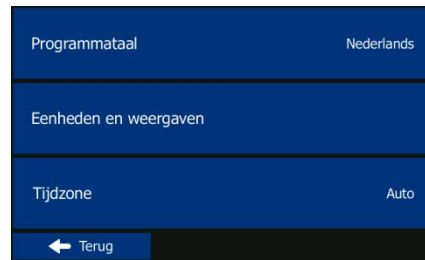 Programmataal Nederlands
Eenheden en weergaven
Tijdzone Auto
Terug